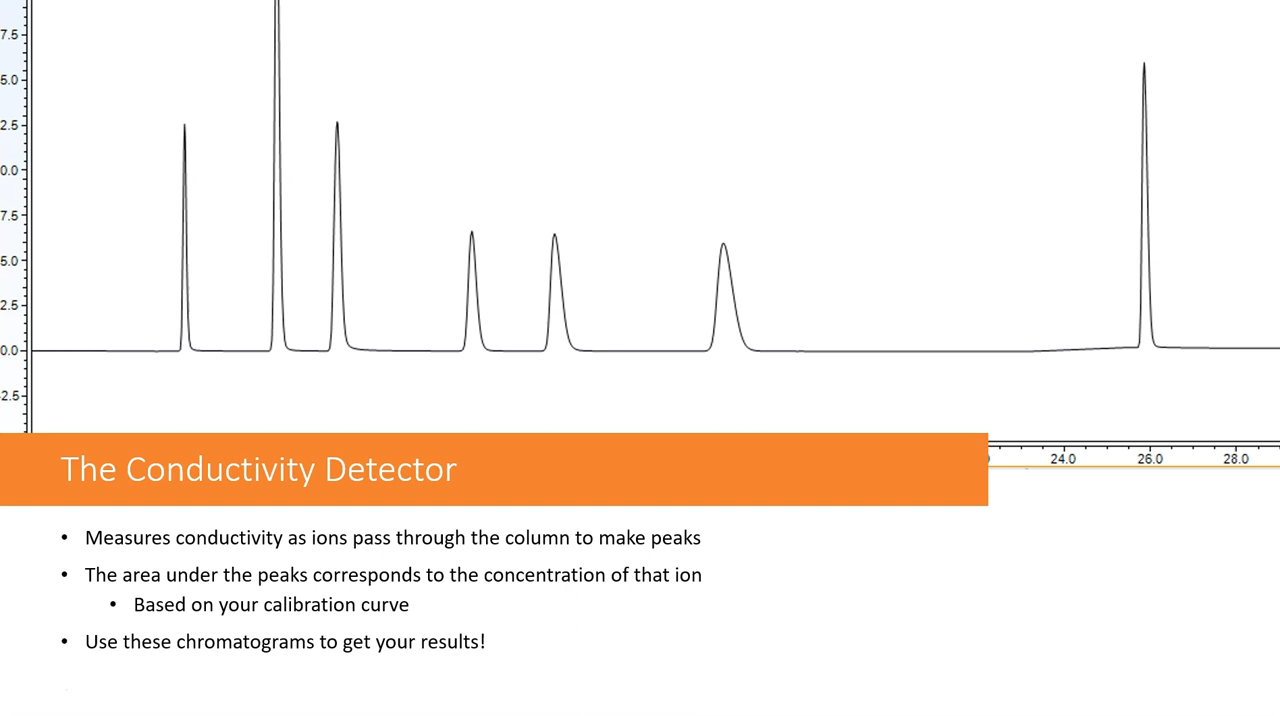 7.5
5.0
2.5
0.0
7.5
5.0
2.5
0.0
2.5
24.0 26.0 28.0
The Conductivity Detector
• Measures conductivity as ions pass through the column to make peaks
• The area under the peaks corresponds to the concentration of that ion
• Based on your calibration curve
• Use these chromatograms to get your results!